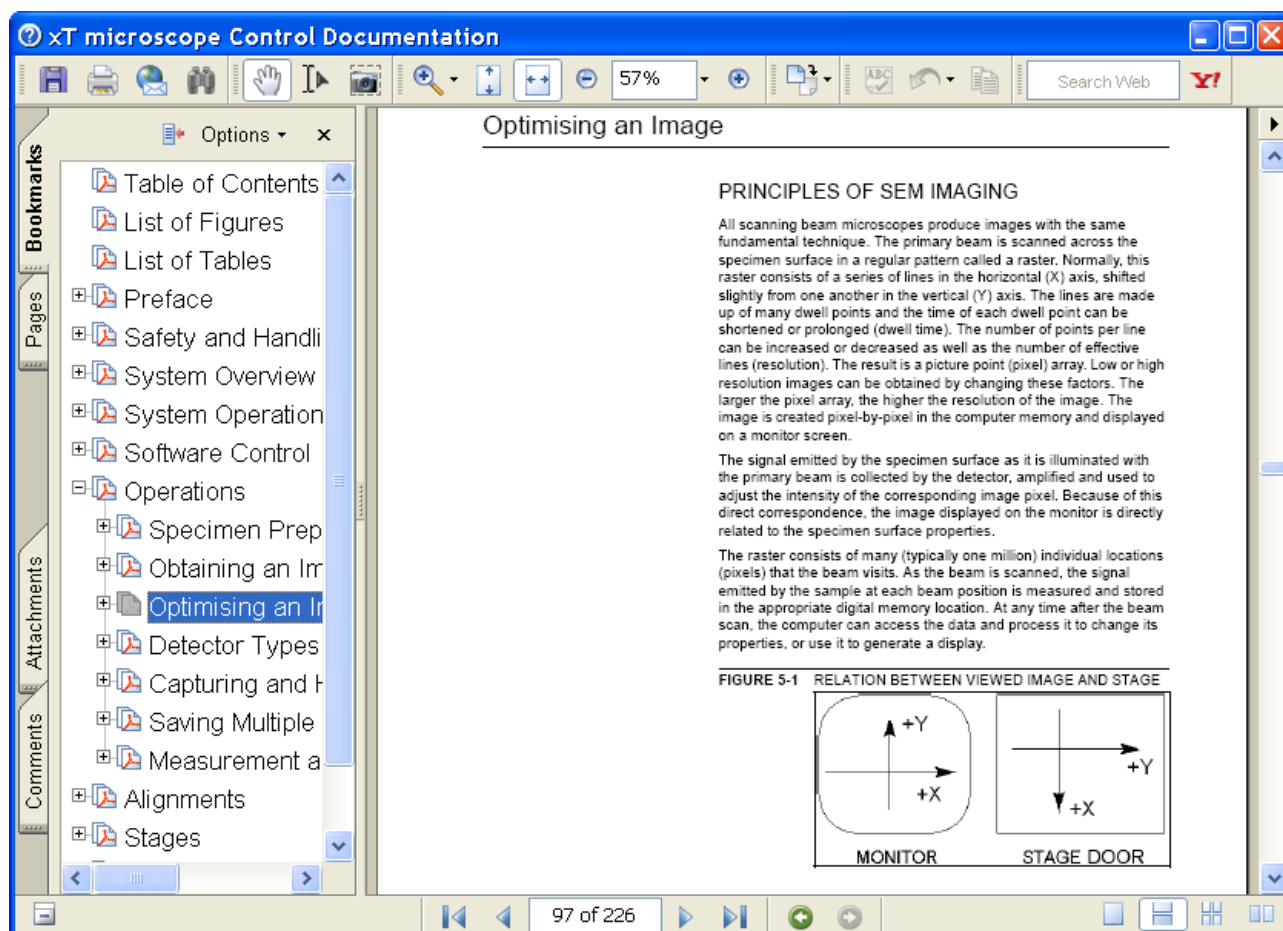 xT microscope Control Documentation
57%
ABC
Search Web
Y!
Options
Bookmarks
Pages
Attachments
Comments
Table of Contents
List of Figures
List of Tables
Preface
Safety and Handli
System Overview
System Operation
Software Control
Operations
Specimen Prep
Obtaining an Im
Optimising an Ir
Detector Types
Capturing and H
Saving Multiple
Measurement a
Alignments
Stages
Optimising an Image
PRINCIPLES OF SEM IMAGING
All scanning beam microscopes produce images with the same
fundamental technique. The primary beam is scanned across the
specimen surface in a regular pattern called a raster. Normally, this
raster consists of a series of lines in the horizontal (X) axis, shifted
slightly from one another in the vertical (Y) axis. The lines are made
up of many dwell points and the time of each dwell point can be
shortened or prolonged (dwell time). The number of points per line
can be increased or decreased as well as the number of effective
lines (resolution). The result is a picture point (pixel) array. Low or high
resolution images can be obtained by changing these factors. The
larger the pixel array, the higher the resolution of the image. The
image is created pixel-by-pixel in the computer memory and displayed
on a monitor screen.
The signal emitted by the specimen surface as it is illuminated with
the primary beam is collected by the detector, amplified and used to
adjust the intensity of the corresponding image pixel. Because of this
direct correspondence, the image displayed on the monitor is directly
related to the specimen surface properties.
The raster consists of many (typically one million) individual locations
(pixels) that the beam visits. As the beam is scanned, the signal
emitted by the sample at each beam position is measured and stored
in the appropriate digital memory location. At any time after the beam
scan, the computer can access the data and process it to change its
properties, or use it to generate a display.
FIGURE 5-1 RELATION BETWEEN VIEWED IMAGE AND STAGE
+Y
+X
MONITOR
+Y
+X
STAGE DOOR
97 of 226